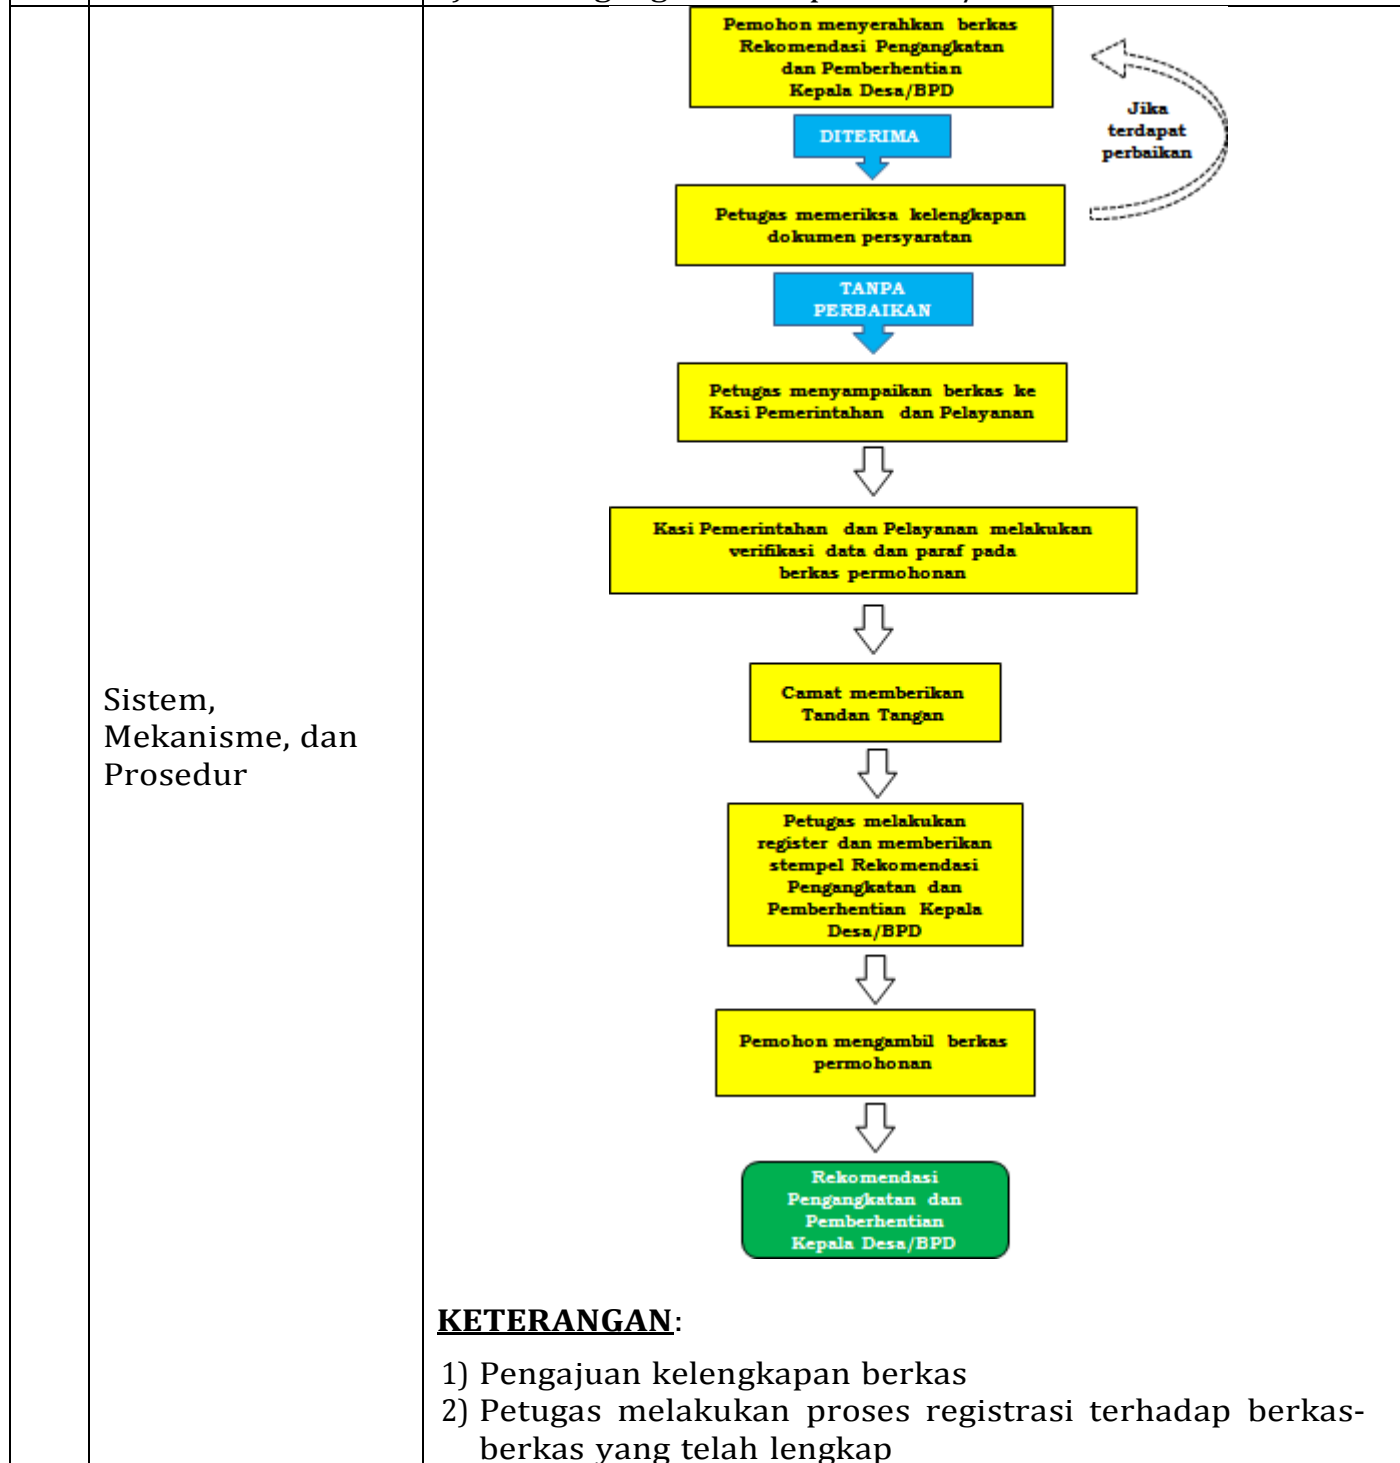 Pemohon menyerahkan berkas
Rekomendasi Pengangkatan
dan Pemberhentian
Kepala Desa/BPD
Jika
terdapat
perbaikan
DITERIMA
Petugas memeriksa kelengkapan
dokumen persyaratan
TANPA
PERBAIKAN
Petugas menyampaikan berkas ke
Kasi Pemerintahan dan Pelayanan
Kasi Pemerintahan dan Pelayanan melakukan
verifikasi data dan paraf pada
berkas permohonan
Camat memberikan
Tandan Tangan
Sistem,
Mekanisme, dan
Prosedur
Petugas melakukan
register dan memberikan
stempel Rekomendasi
Pengangkatan dan
Pemberhentian Kepala
Desa/BPD
Pemohon mengambil berkas
permohonan
Rekomendasi
Pengangkatan dan
Pemberhentian
Kepala Desa/BPD
KETERANGAN:
1) Pengajuan kelengkapan berkas
2) Petugas melakukan proses registrasi terhadap berkas-
berkas yang telah lengkap